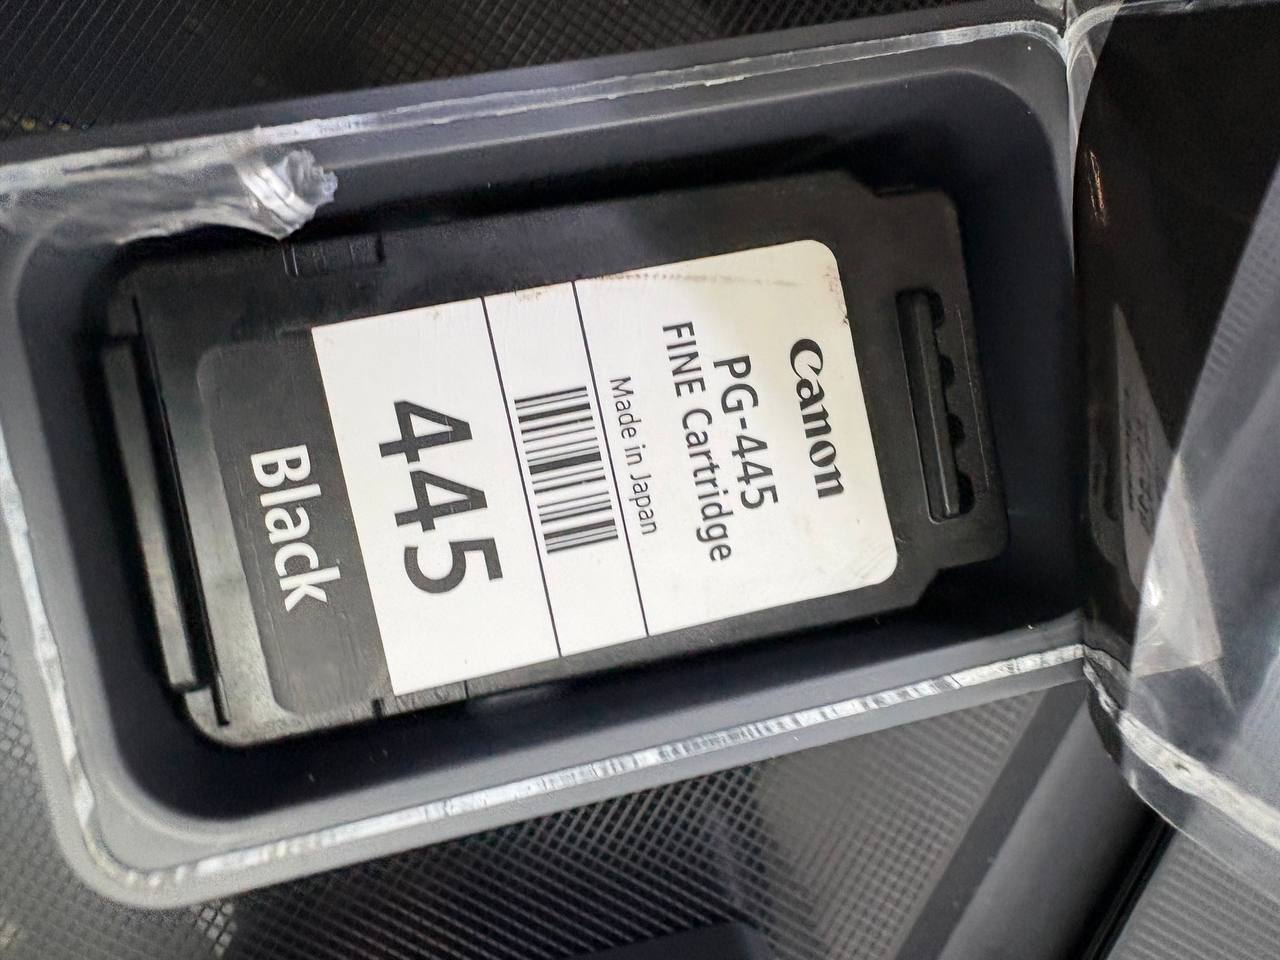 Canon
PG-445
FINE Cartridge
Made in Japan
445
Black